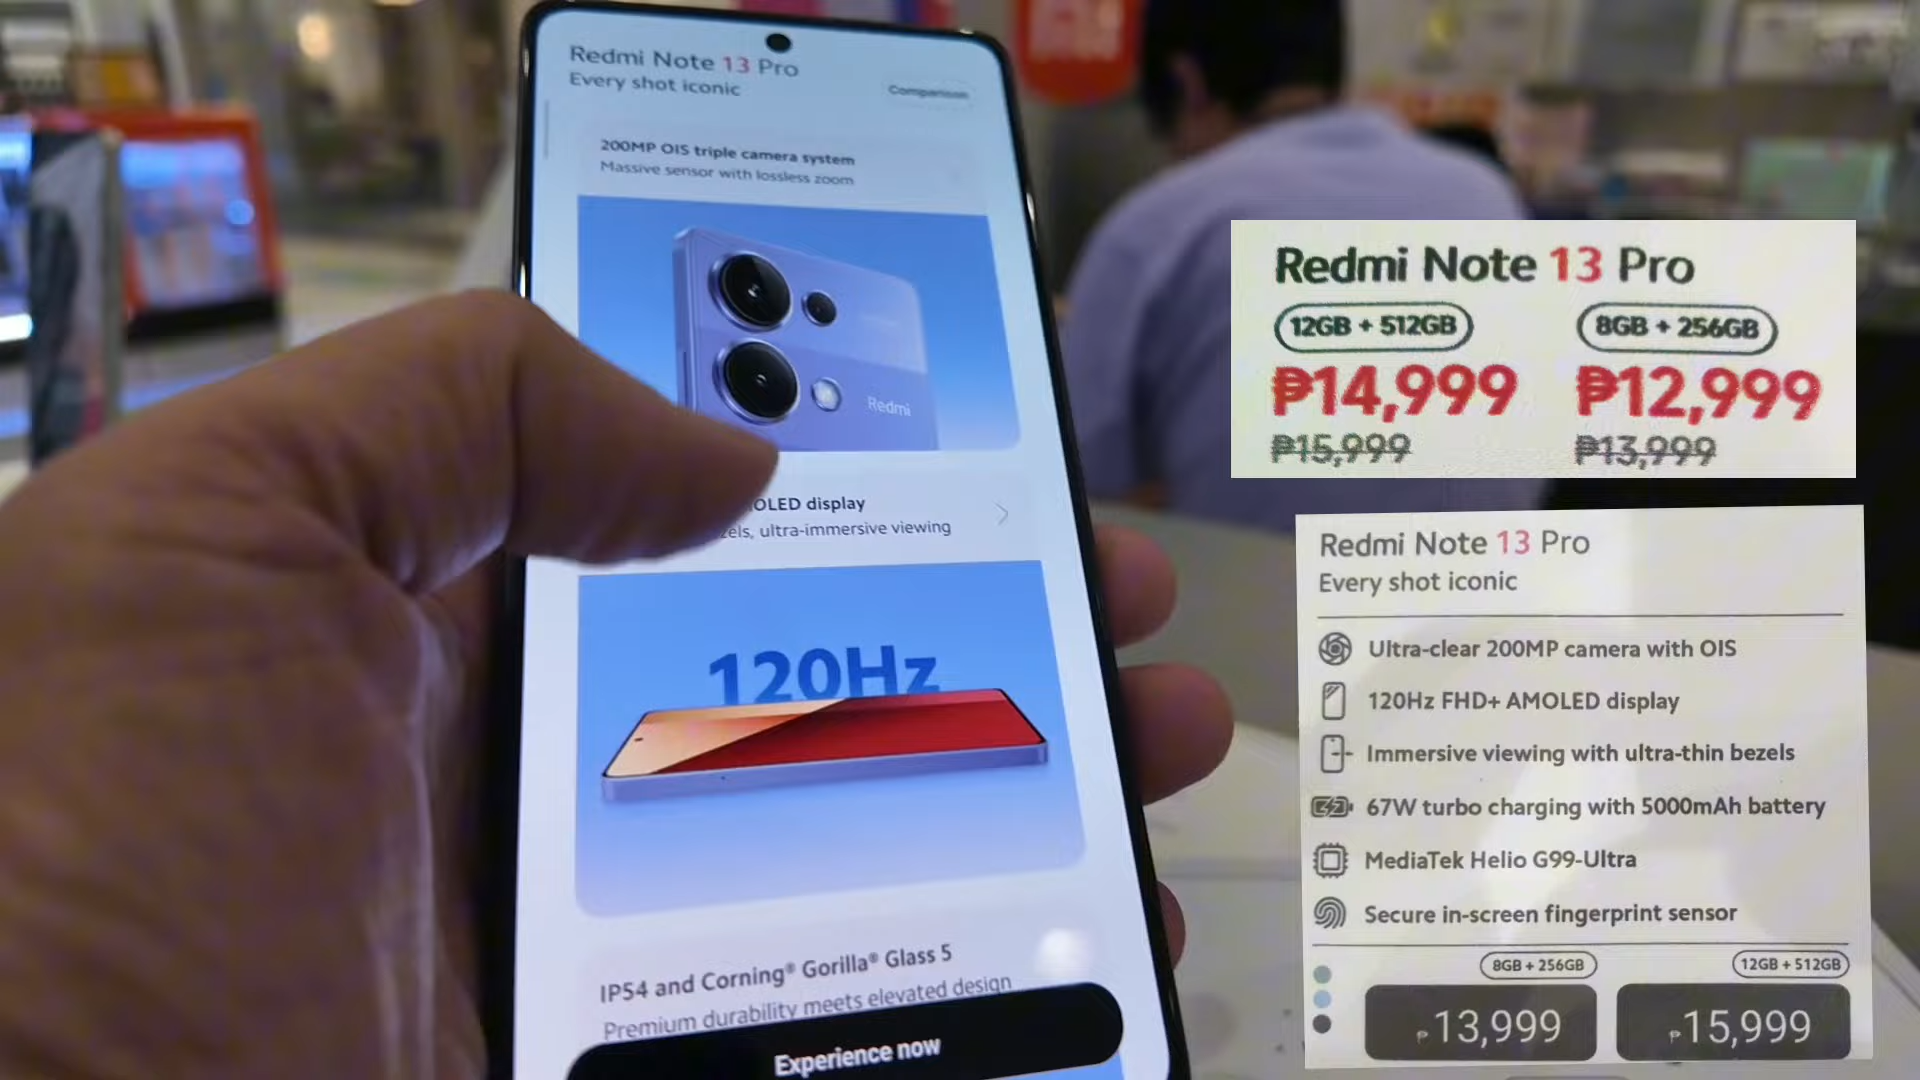 Redmi Note 13 Pro
Every shot iconic
Comparison
200MP OIS triple camera system
Massive sensor with lossless zoom
Redmi
OLED display
ultra-immersive viewing
120Hz
IP54 and Corning® Gorilla® Glass 5
Premium durability meets elevated design
Experience now
Redmi Note 13 Pro
12GB + 512GB 8GB + 256GB
₱14,999 ₱12,999
₱15,999 ₱13,999
Redmi Note 13 Pro
Every shot iconic
Ultra-clear 200MP camera with OIS
120Hz FHD+ AMOLED display
Immersive viewing with ultra-thin bezels
67W turbo charging with 5000mAh battery
MediaTek Helio G99-Ultra
Secure in-screen fingerprint sensor
8GB + 256GB 12GB + 512GB
₱13,999 ₱15,999